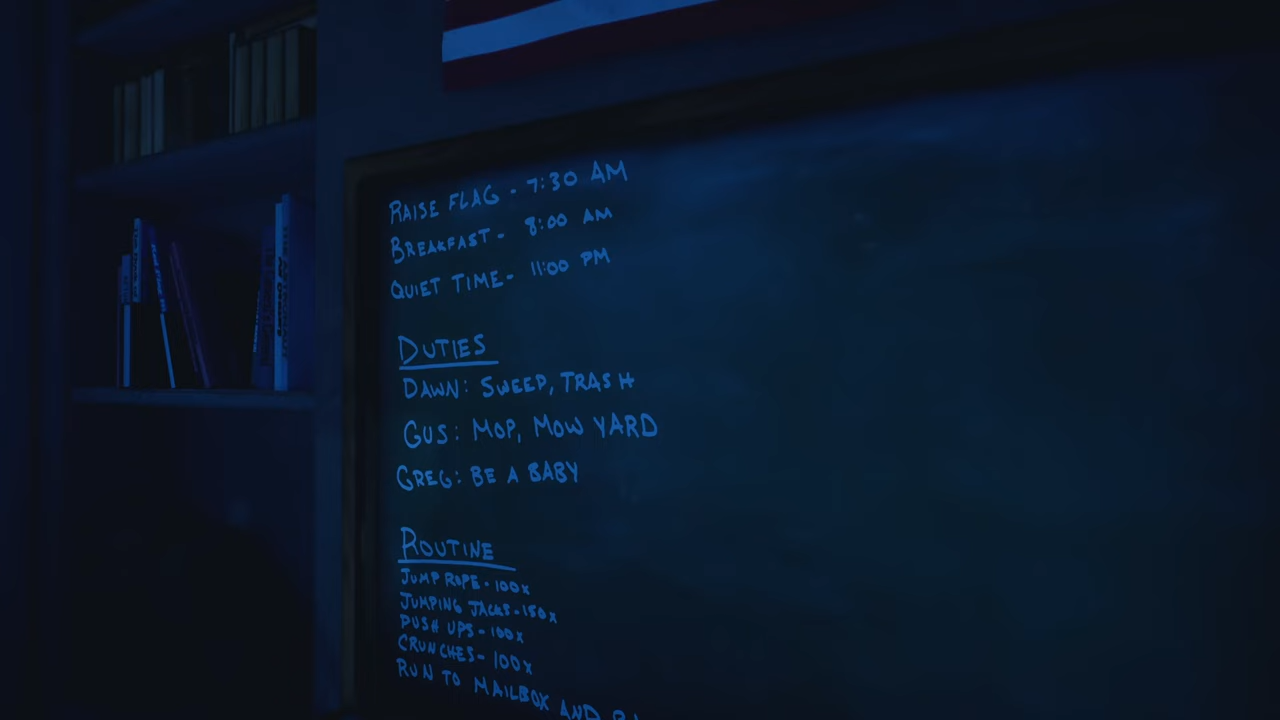 RAISE FLAG - 7:30 AM
BREAKFAST - 8:00 AM
QUIET TIME - 11:00 PM
DUTIES
DAWN: SWEEP, TRASH
GUS: MOP, MOW YARD
GREG: BE A BABY
ROUTINE
JUMP ROPE - 100x
JUMPING JACKS - 150x
PUSH UPS - 100x
CRUNCHES - 100x
RUN TO MAILBOX AND